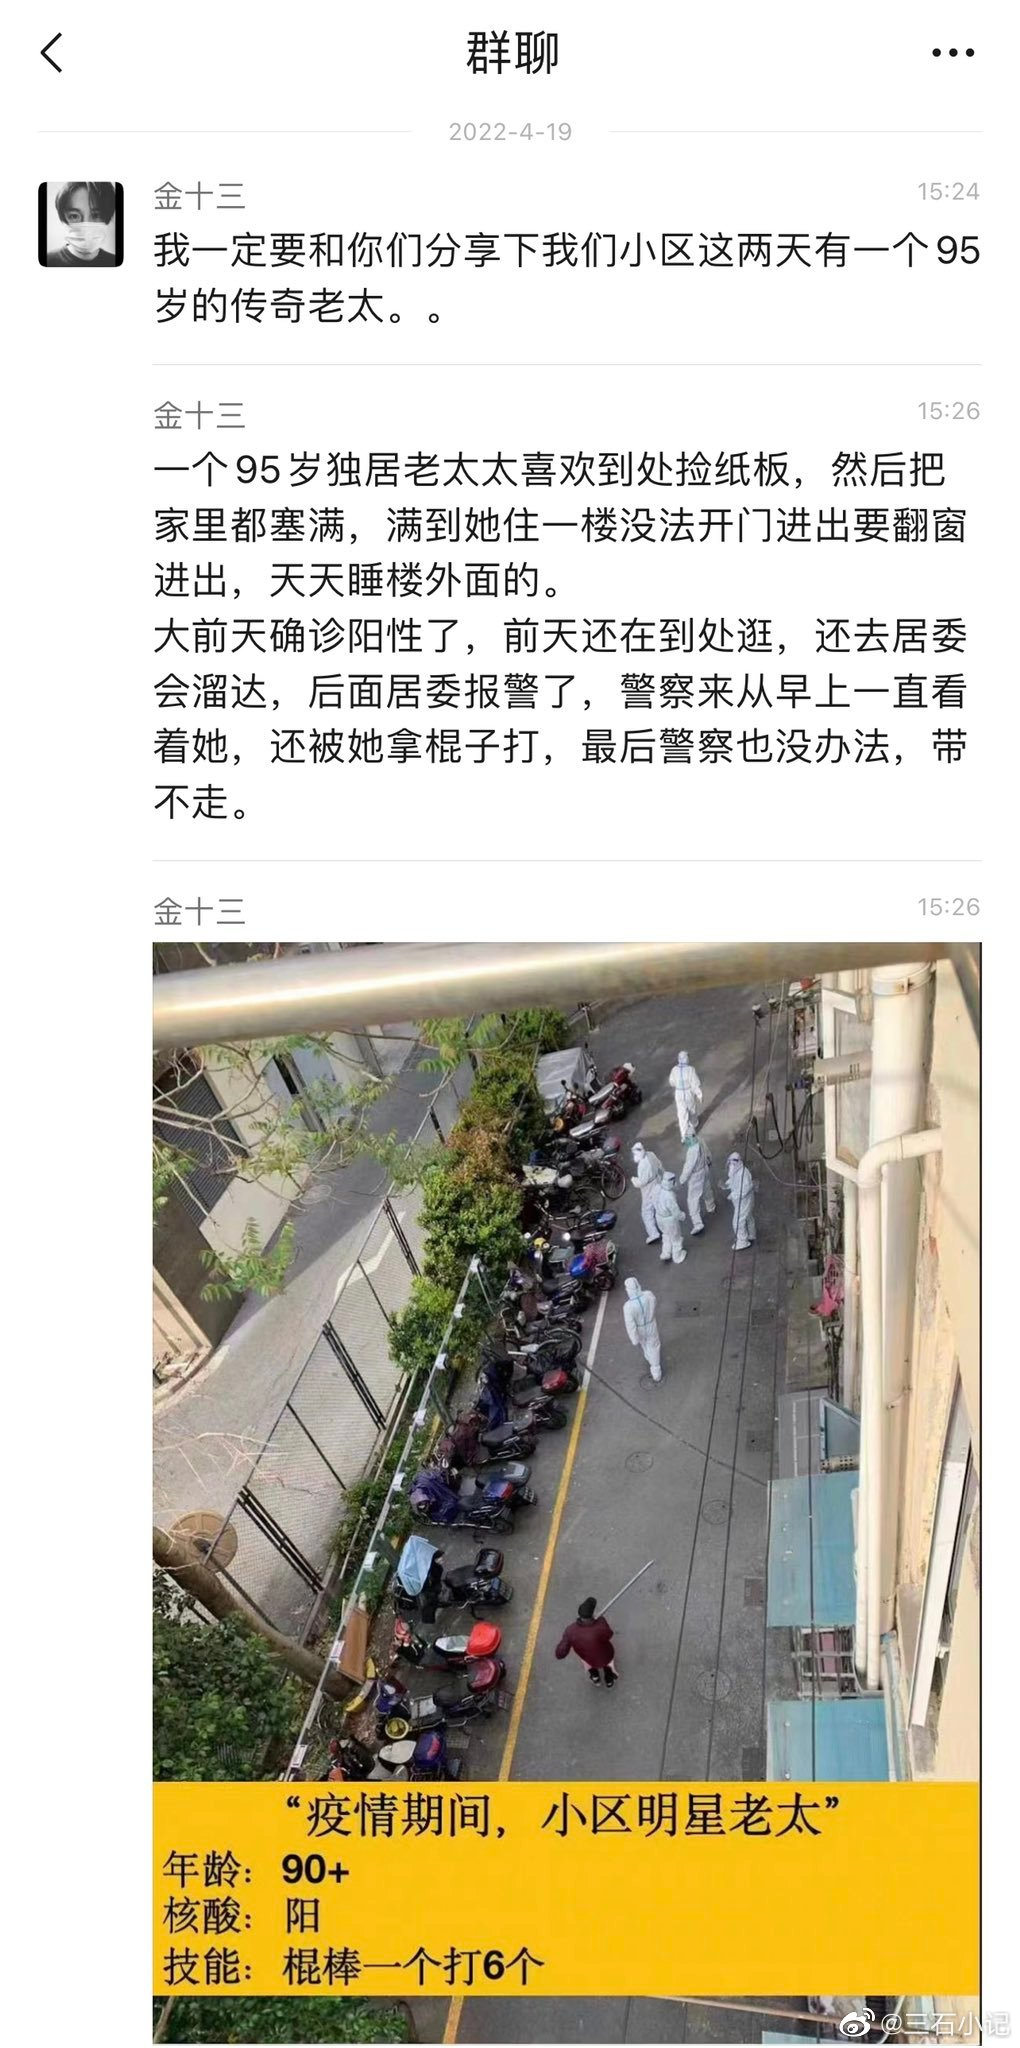 群聊
2022-4-19
金十三
15:24
我一定要和你们分享下我们小区这两天有一个95
岁的传奇老太。。
金十三
15:26
一个95岁独居老太太喜欢到处捡纸板，然后把
家里都塞满，满到她住一楼没法开门进出要翻窗
进出，天天睡楼外面的。
大前天确诊阳性了，前天还在到处逛，还去居委
会溜达，后面居委报警了，警察来从早上一直看
着她，还被她拿棍子打，最后警察也没办法，带
不走。
金十三
15:26
“疫情期间，小区明星老太”
年龄：90+
核酸：阳
技能：棍棒一个打6个
@三石小记